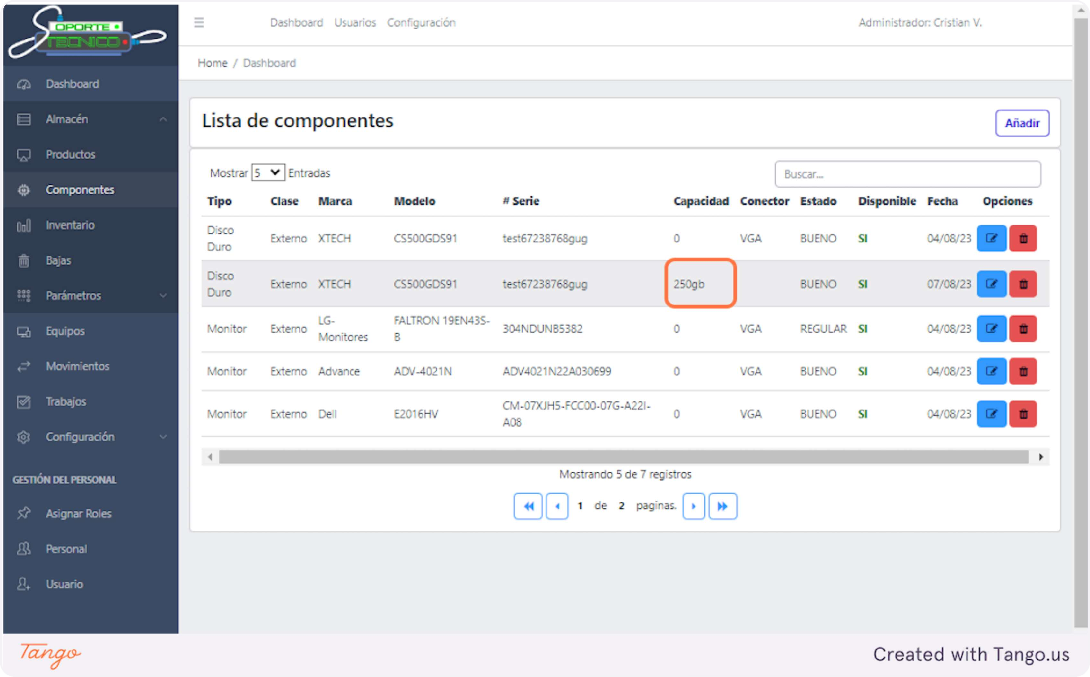 SOPORTE
TECNICO
Dashboard Usuarios Configuración Administrador: Cristian V.
Home / Dashboard
Dashboard
Almacén
Productos
Componentes
Inventario
Bajas
Parámetros
Equipos
Movimientos
Trabajos
Configuración
GESTIÓN DEL PERSONAL
Asignar Roles
Personal
Usuario
Lista de componentes Añadir
Mostrar 5 Entradas Buscar...
Tipo Clase Marca Modelo # Serie Capacidad Conector Estado Disponible Fecha Opciones
Disco Duro Externo XTECH CS500GDS91 test67238768gug 0 VGA BUENO SI 04/08/23
Disco Duro Externo XTECH CS500GDS91 test67238768gug 250gb BUENO SI 07/08/23
Monitor Externo LG-Monitores FALTRON 19EN43S-B 304NDUNB5382 0 VGA REGULAR SI 04/08/23
Monitor Externo Advance ADV-4021N ADV4021N22A030699 0 VGA BUENO SI 04/08/23
Monitor Externo Dell E2016HV CM-07XJH5-FCC00-07G-A22I-A08 0 VGA BUENO SI 04/08/23
Mostrando 5 de 7 registros
1 de 2 paginas.
Tango Created with Tango.us